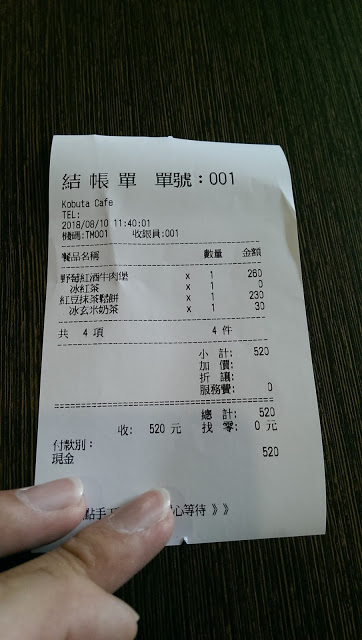 結 帳 單 單號：001
Kobuta Cafe
TEL:
2018/08/10 11:40:01
機碼:TM001 收銀員:001
餐品名稱 數量 金額
野莓紅酒牛肉堡 x 1 260
冰紅茶 x 1 0
紅豆抹茶鬆餅 x 1 230
冰玄米奶茶 x 1 30
共 4 項 4 件
小 計: 520
加 價:
折 讓:
服務費: 0
總 計: 520
收: 520 元 找 零: 0 元
付款別：
現金 520
點手 心等待 》》